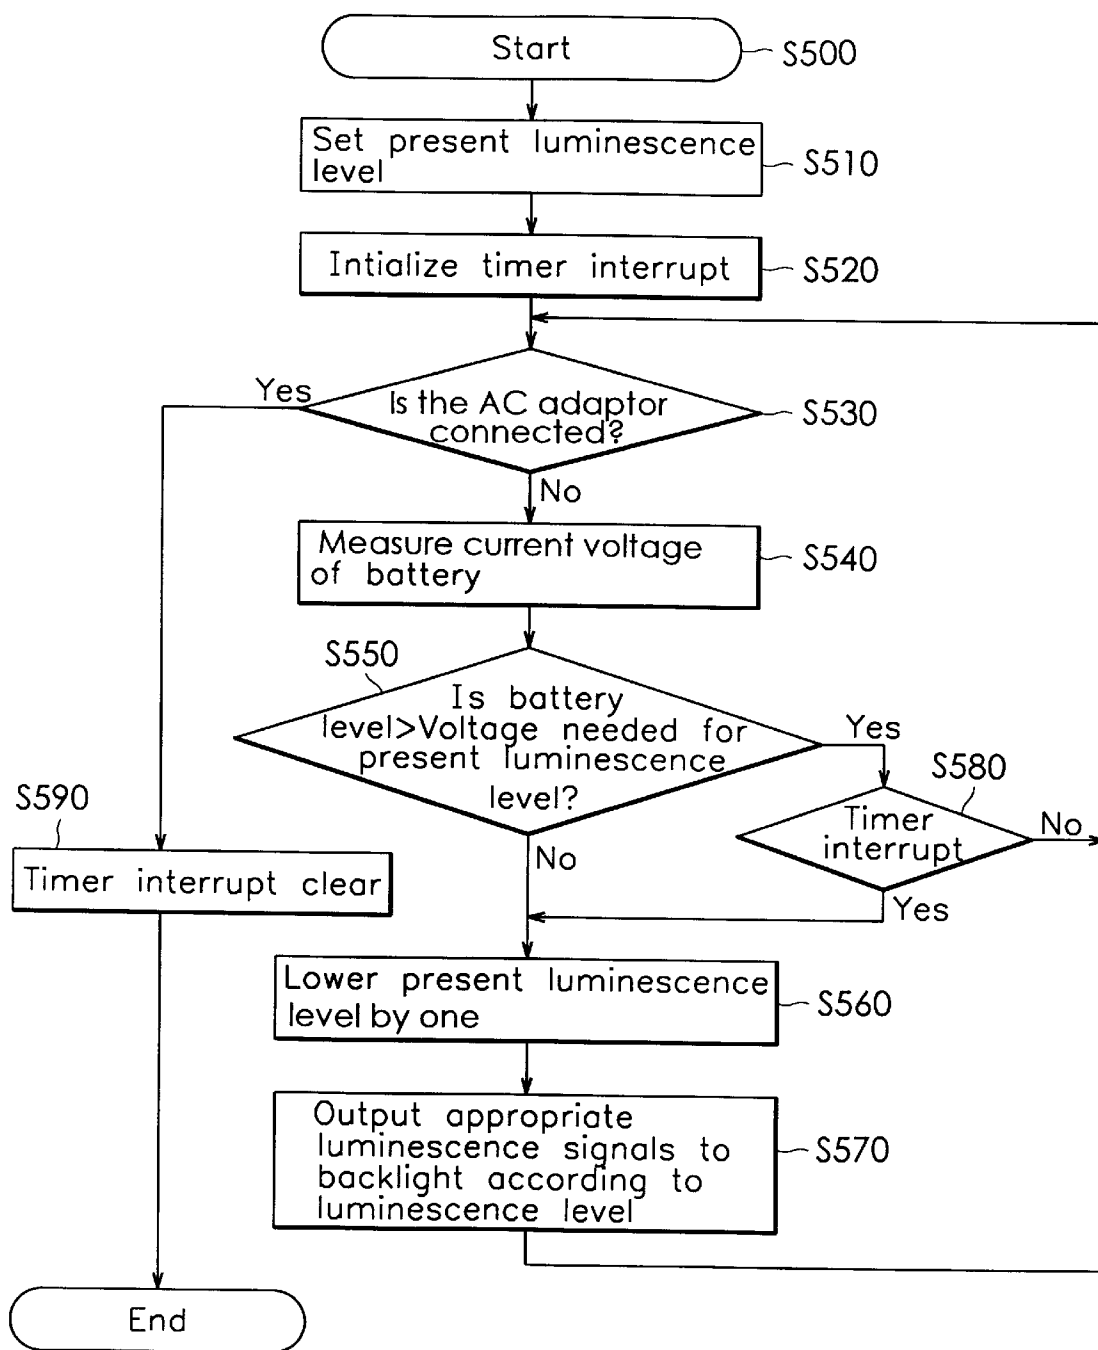 Start
S500
Set present luminescence
level.
S510
Intialize timer interrupt
S520
Yes
Is the AC adaptor
connected?
S530
No
Measure current voltage
of battery
S540
S550
Is battery
level>Voltage needed for
present luminescence
level?
Yes
S580
Timer
interrupt
No
S590
Timer interrupt clear
No
Yes
Lower present luminescence
level by one
S560
Output appropriate
luminescence signals to
backlight according to
luminescence level
S570
End